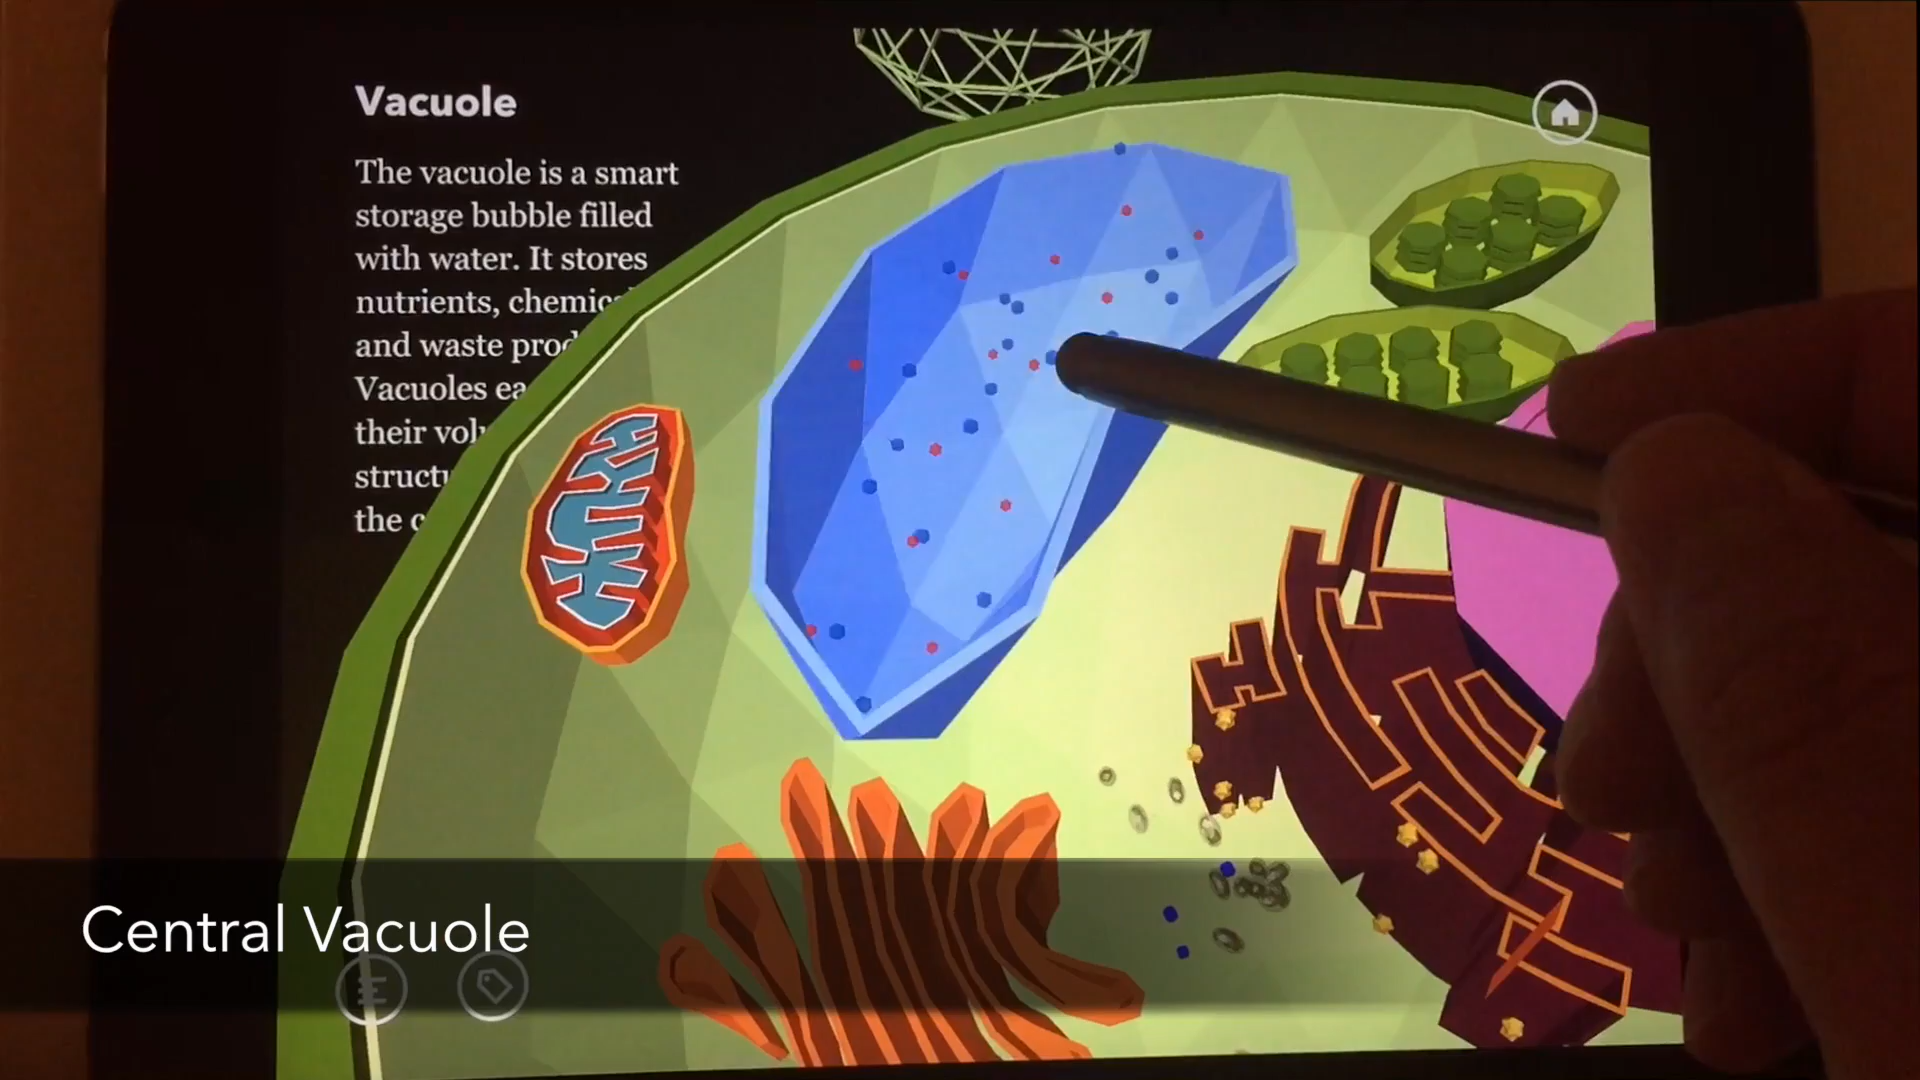 Vacuole
The vacuole is a smart
storage bubble filled
with water. It stores
nutrients,
and waste
Vacuoles
their
the
Central Vacuole